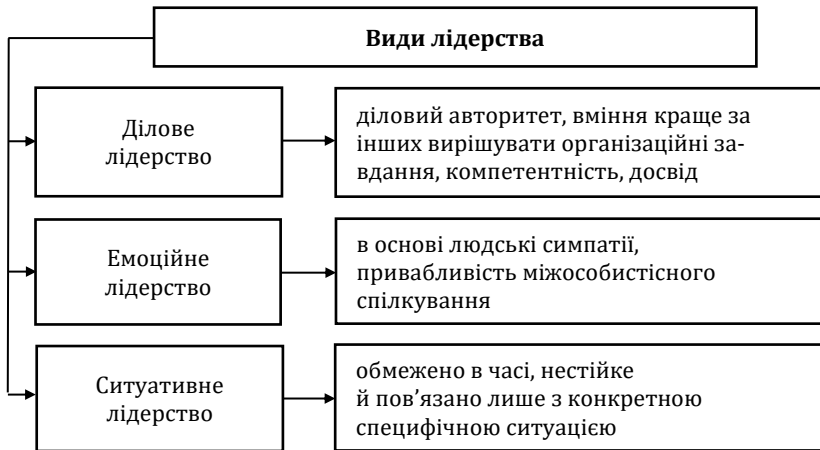 Види лідерства
Ділове
лідерство
діловий авторитет, вміння краще за
інших вирішувати організаційні за-
вдання, компетентність, досвід
Емоційне
лідерство
в основі людські симпатії,
привабливість міжособистісного
спілкування
Ситуативне
лідерство
обмежено в часі, нестійке
й пов’язано лише з конкретною
специфічною ситуацією